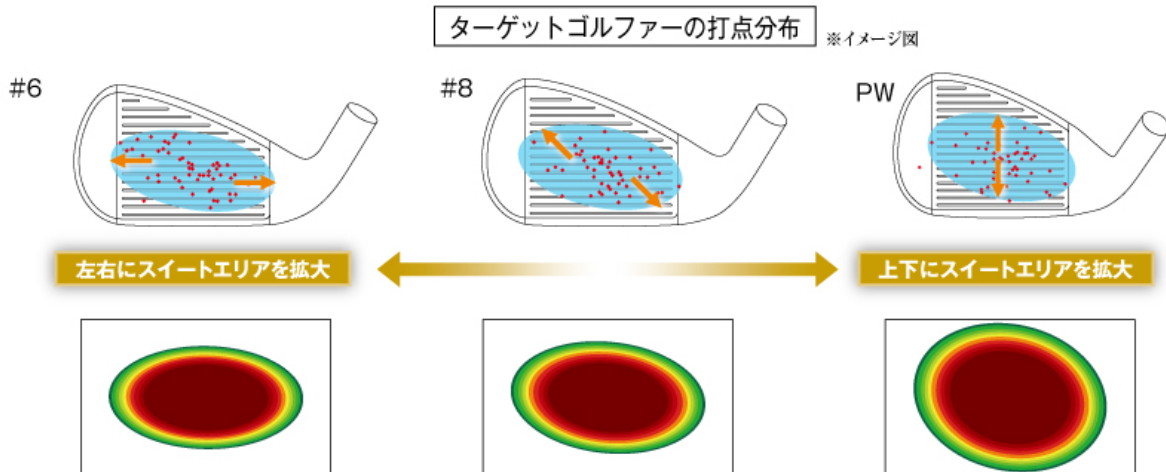 ターゲットゴルファーの打点分布
※イメージ図
#6
#8
PW
左右にスイートエリアを拡大
上下にスイートエリアを拡大